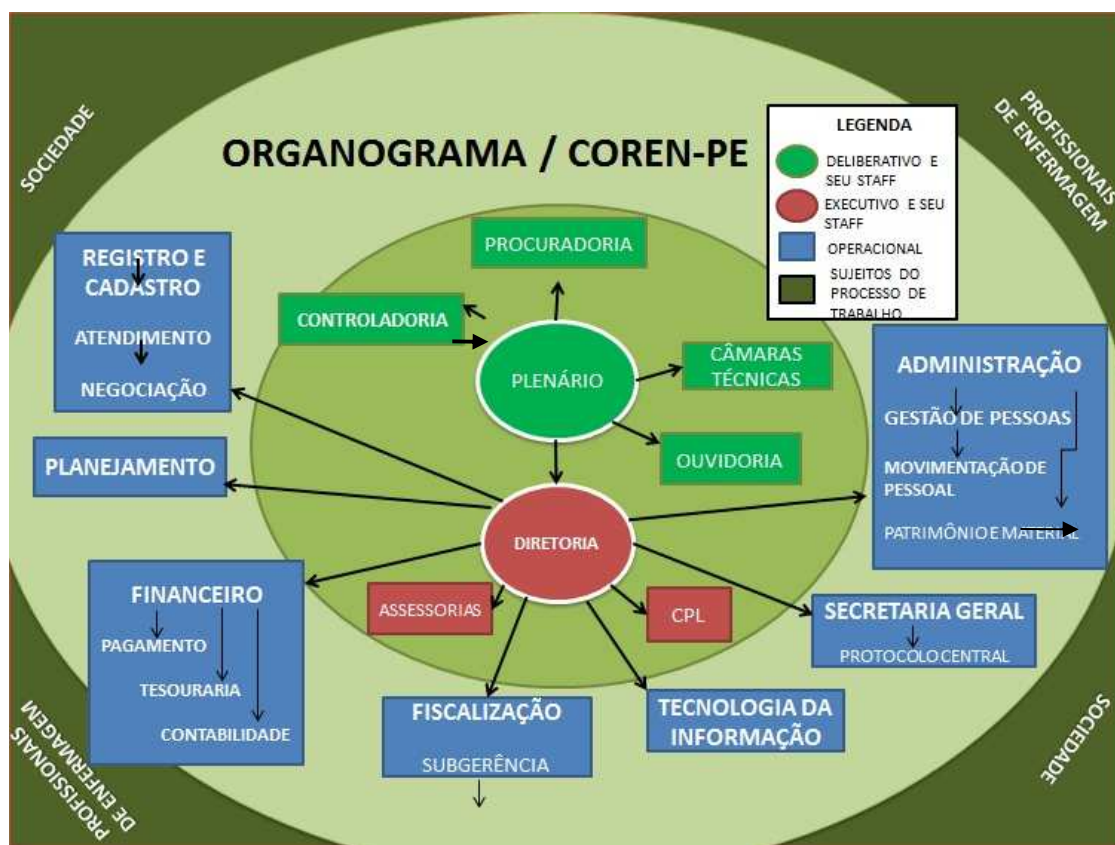 SOCIEDADE
PROFISSIONAIS
DE ENFERMAGEM
ORGANOGRAMA / COREN-PE
LEGENDA
DELIBERATIVO E
SEU STAFF
EXECUTIVO E SEU
STAFF
OPERACIONAL
SUJEITOS DO
PROCESSO DE
TRABALHO
PROCURADORIA
CONTROLADORIA
PLENÁRIO
CÂMARAS
TÉCNICAS
OUVIDORIA
REGISTRO E
CADASTRO
ATENDIMENTO
NEGOCIAÇÃO
PLANEJAMENTO
ADMINISTRAÇÃO
GESTÃO DE PESSOAS
MOVIMENTAÇÃO DE
PESSOAL
PATRIMÔNIO E MATERIAL
DIRETORIA
ASSESSORIAS
CPL
FINANCEIRO
PAGAMENTO
TESOURARIA
CONTABILIDADE
SECRETARIA GERAL
PROTOCOLO CENTRAL
FISCALIZAÇÃO
SUBGERÊNCIA
TECNOLOGIA DA
INFORMAÇÃO
PROFISSIONAIS
DE ENFERMAGEM
SOCIEDADE